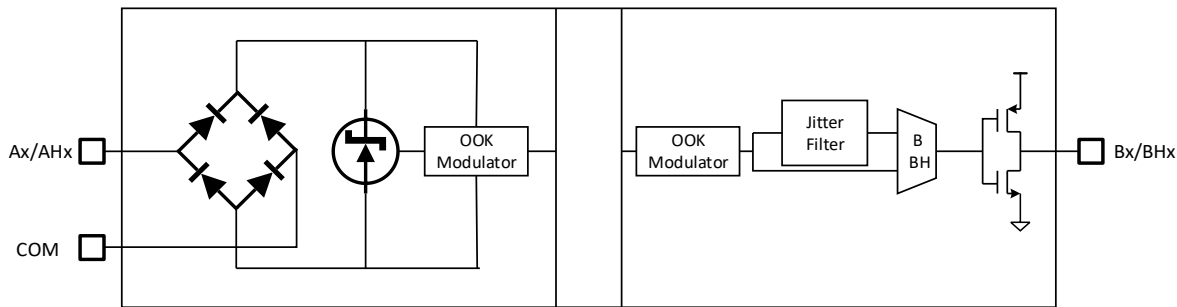 Ax/AHx
COM
OOK
Modulator
OOK
Modulator
Jitter
Filter
B
BH
Bx/BHx